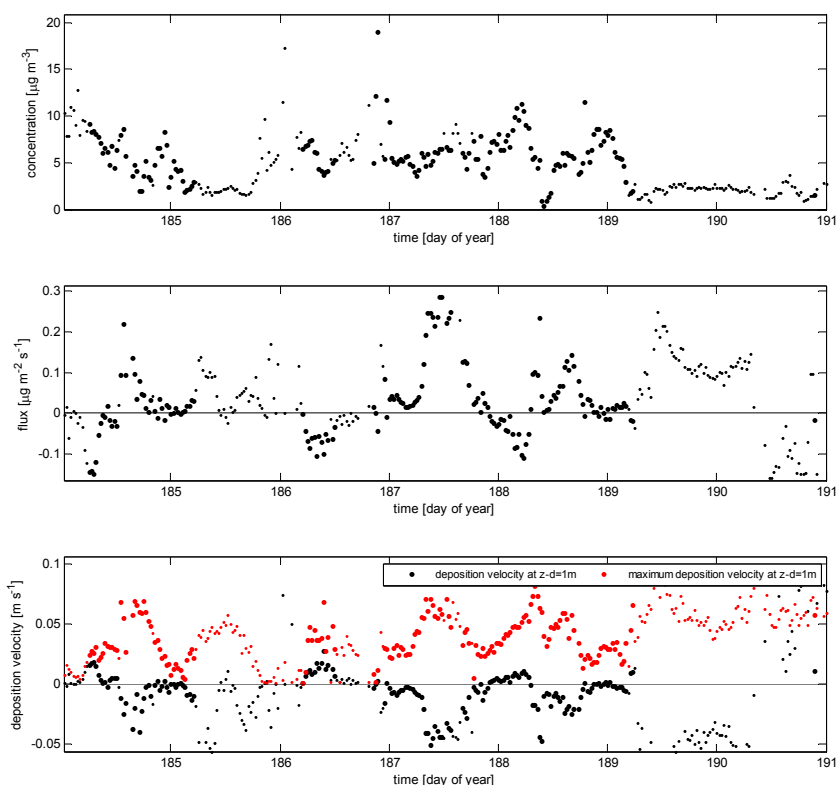 concentration [µg m-3]
20
15
10
5
0
185 186 187 188 189 190 191
time [day of year]
flux [µg m-2 s-1]
0.3
0.2
0.1
0
-0.1
185 186 187 188 189 190 191
time [day of year]
deposition velocity [m s-1]
0.1
0.05
0
-0.05
deposition velocity at z-d=1m maximum deposition velocity at z-d=1m
185 186 187 188 189 190 191
time [day of year]